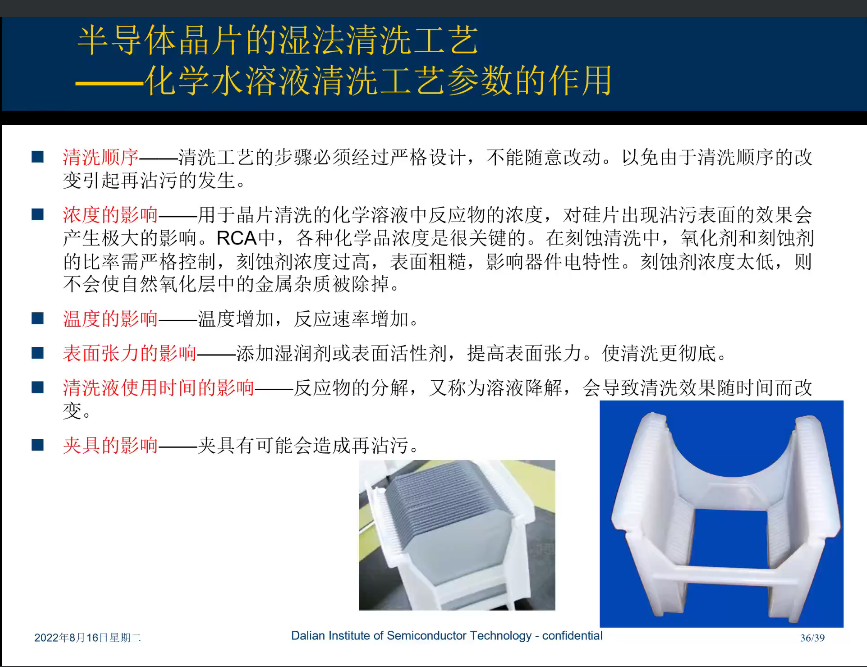 半导体晶片的湿法清洗工艺
——化学水溶液清洗工艺参数的作用
清洗顺序——清洗工艺的步骤必须经过严格设计，不能随意改动。以免由于清洗顺序的改
变引起再沾污的发生。
浓度的影响——用于晶片清洗的化学溶液中反应物的浓度，对硅片出现沾污表面的效果会
产生极大的影响。RCA中，各种化学品浓度是很关键的。在刻蚀清洗中，氧化剂和刻蚀剂
的比率需严格控制，刻蚀剂浓度过高，表面粗糙，影响器件电特性。刻蚀剂浓度太低，则
不会使自然氧化层中的金属杂质被除掉。
温度的影响——温度增加，反应速率增加。
表面张力的影响——添加湿润剂或表面活性剂，提高表面张力。使清洗更彻底。
清洗液使用时间的影响——反应物的分解，又称为溶液降解，会导致清洗效果随时间而改
变。
夹具的影响——夹具有可能会造成再沾污。
2022年8月16日星期二
Dalian Institute of Semiconductor Technology - confidential
36/39